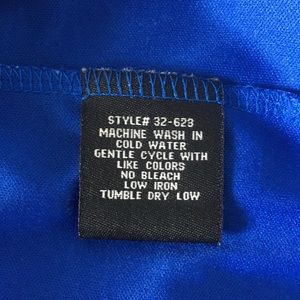 STYLE# 32-623
MACHINE WASH IN
COLD WATER
GENTLE CYCLE WITH
LIKE COLORS
NO BLEACH
LOW IRON
TUMBLE DRY LOW